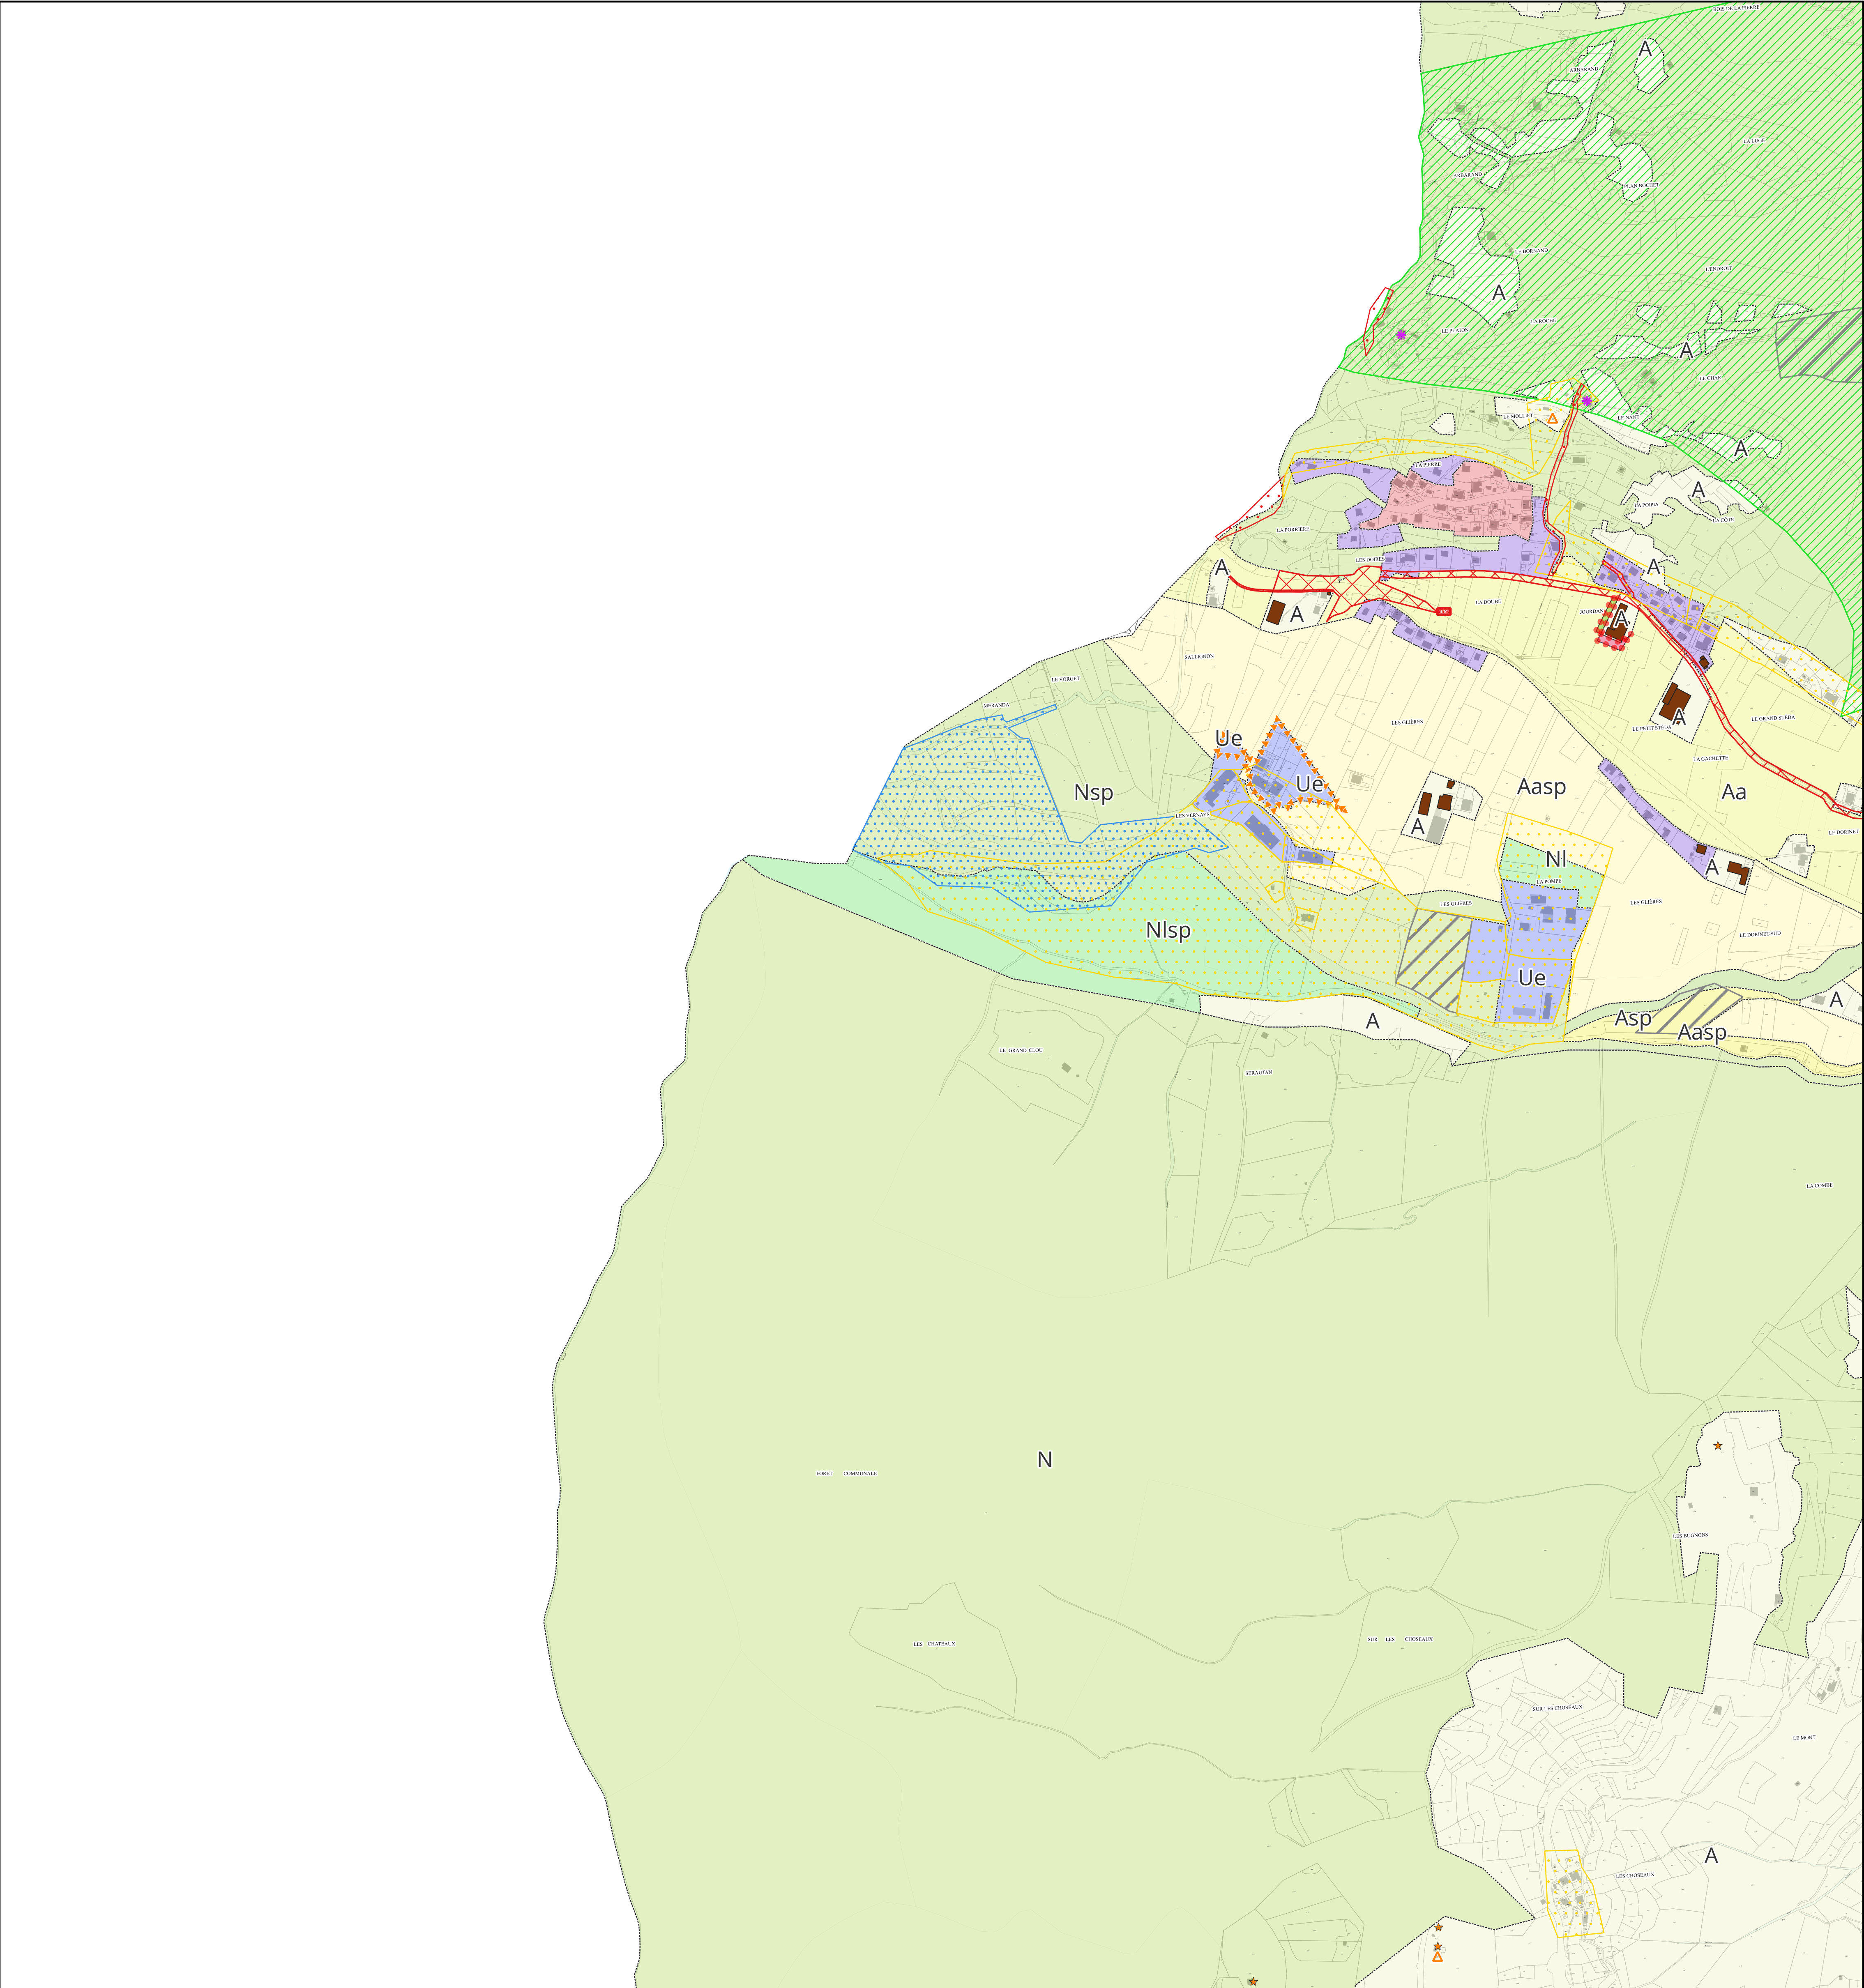 BOIS DE LA PIERRE
A
ARBARAND
LA LUGE
ARBARAND
PLAN BOCHET
LE BORNAND
L'ENDROIT
A
LA ROCHE
LE PLATON
A
LE CHAR
LE MOLLIET
LE NANT
A
LA PIERRE
A
LA POIPIA
LA CÔTE
LA PORRIERE
LES DOIRES
A
A
LA DOUBE
JOURDAN
A
A
SALLIGNON
LE VORGET
MERANDA
LES GLIÈRES
A
LE GRAND STÉDA
LE PETIT STÉDA
Ue
LA GACHETTE
Ue
Nsp
Aasp
Aa
LES VERNAYS
A
LE DORINET
Nl
A
LA POMPE
LES GLIÈRES
LES GLIÈRES
Nlsp
LE DORINET-SUD
Ue
A
Asp
A
Aasp
LE GRAND CLOU
SEBAUTAN
LA COMBE
N
FORET COMMUNALE
LES BUGNONS
LES CHATEAUX
SUR LES CHOSEAUX
SUR LES CHOSEAUX
LE MONT
A
LES CHOSEAUX